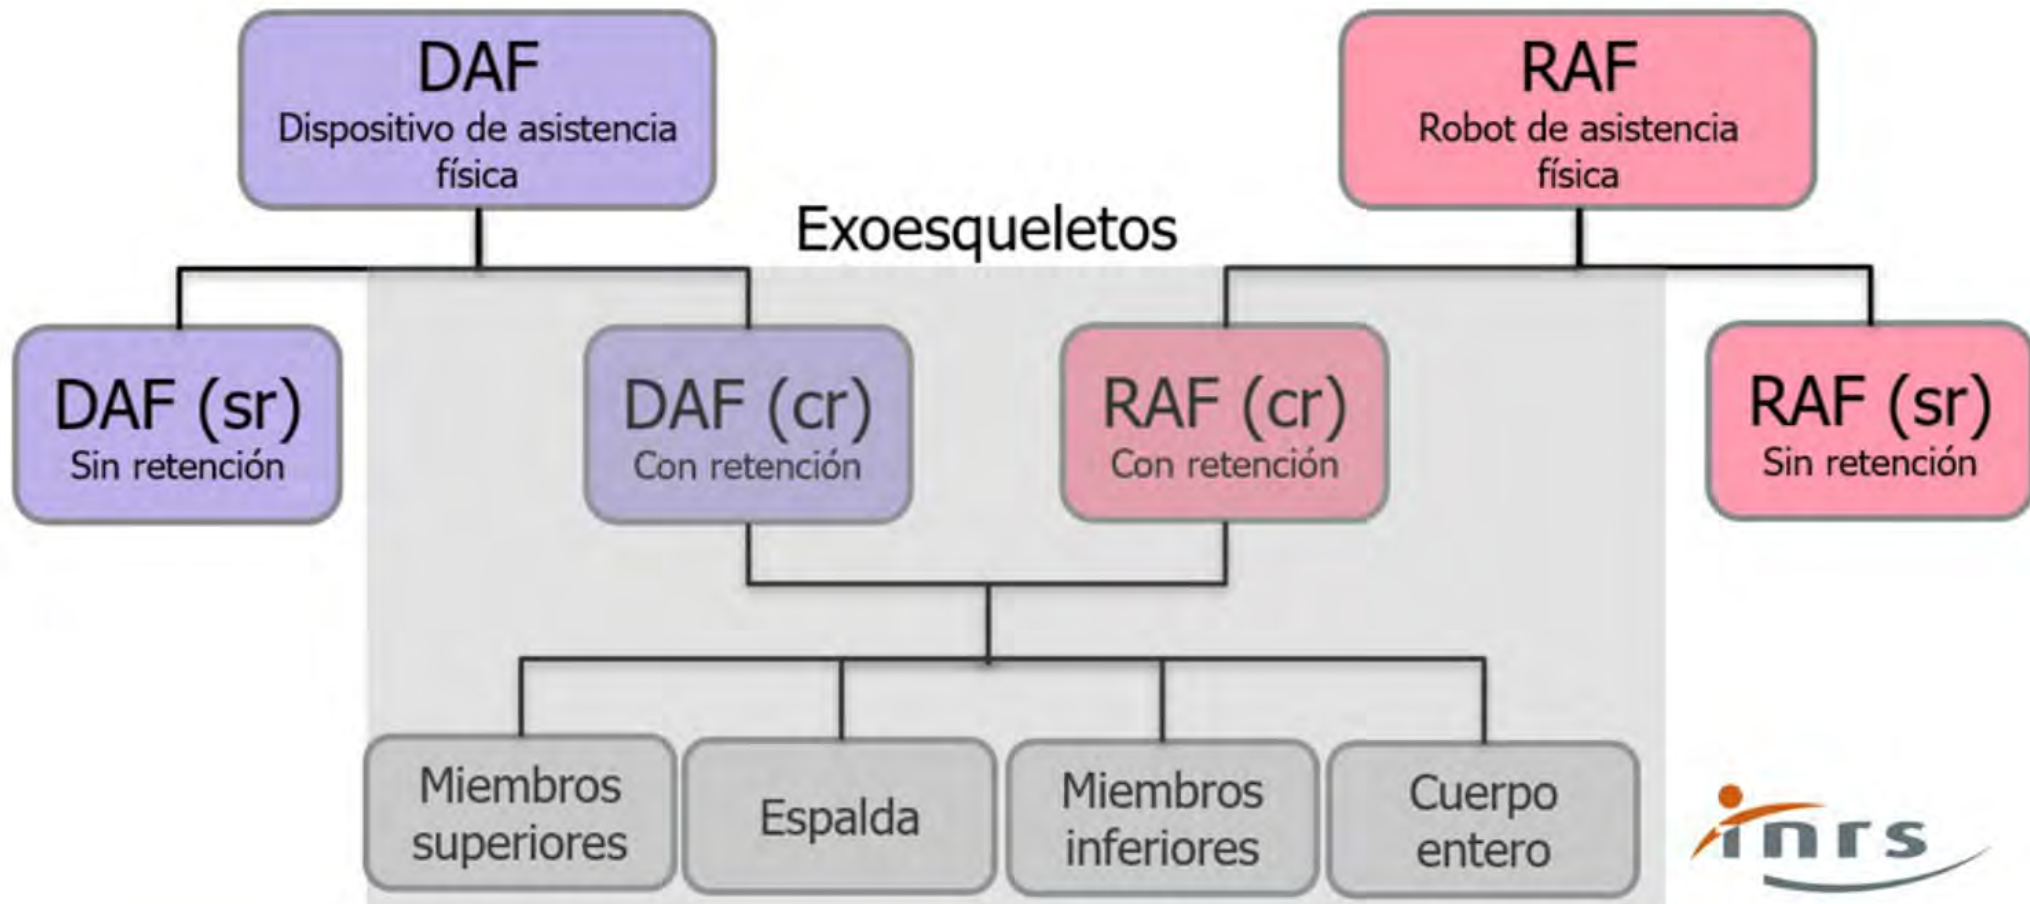 DAF
Dispositivo de asistencia
física
RAF
Robot de asistencia
física
Exoesqueletos
DAF (sr)
Sin retención
DAF (cr)
Con retención
RAF (cr)
Con retención
RAF (sr)
Sin retención
Miembros
superiores
Espalda
Miembros
inferiores
Cuerpo
entero
inrs